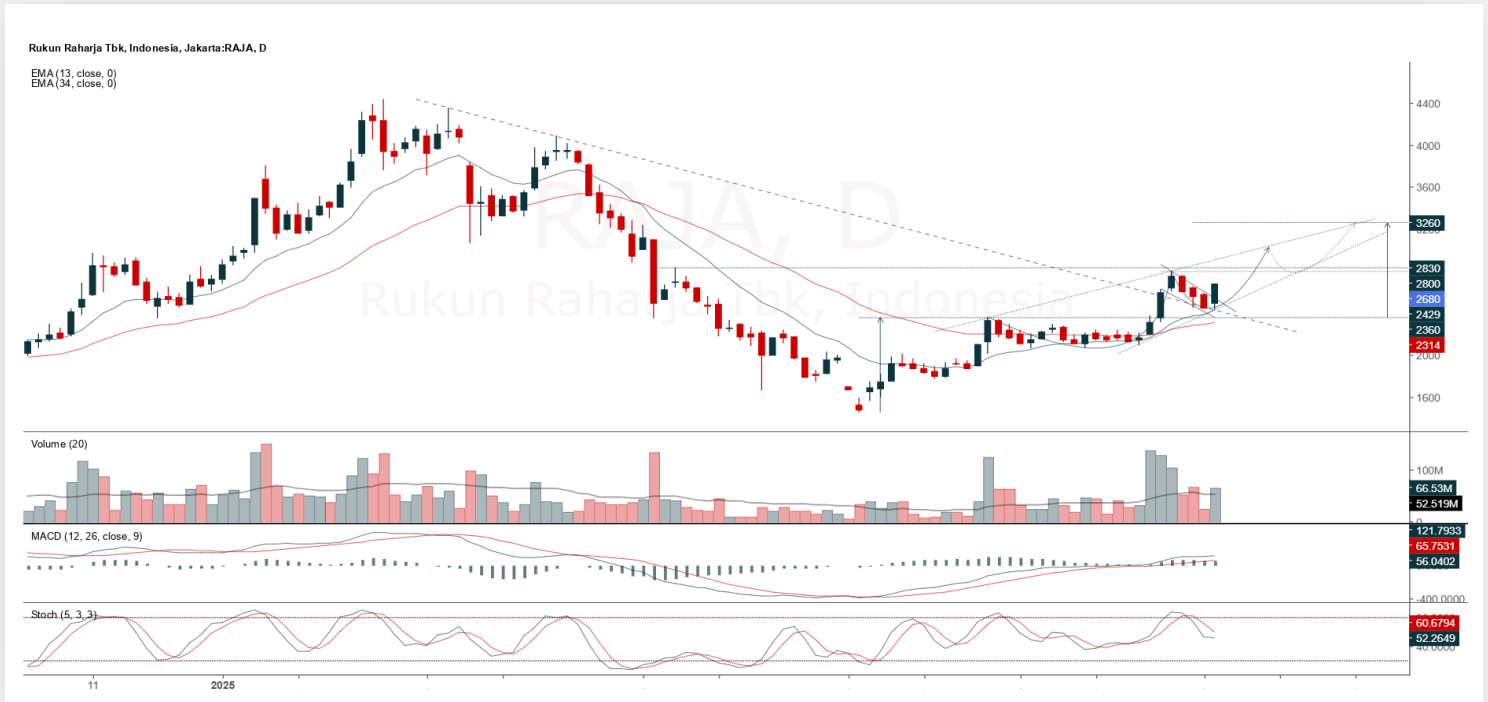 Rukun Raharja Tbk, Indonesia, Jakarta:RAJA, D
EMA (13, close, 0)
EMA (34, close, 0)
RAJA, D
Rukun Raharja Tbk, Indonesia
4400
4000
3600
3260
3200
2830
2800
2680
2429
2360
2314
2000
1600
Volume (20)
100M
66.53M
52.519M
0
MACD (12, 26, close, 9)
121.7933
65.7531
56.0402
-400.0000
Stoch (5, 3, 3)
60.6794
52.2649
40.0000
11
2025